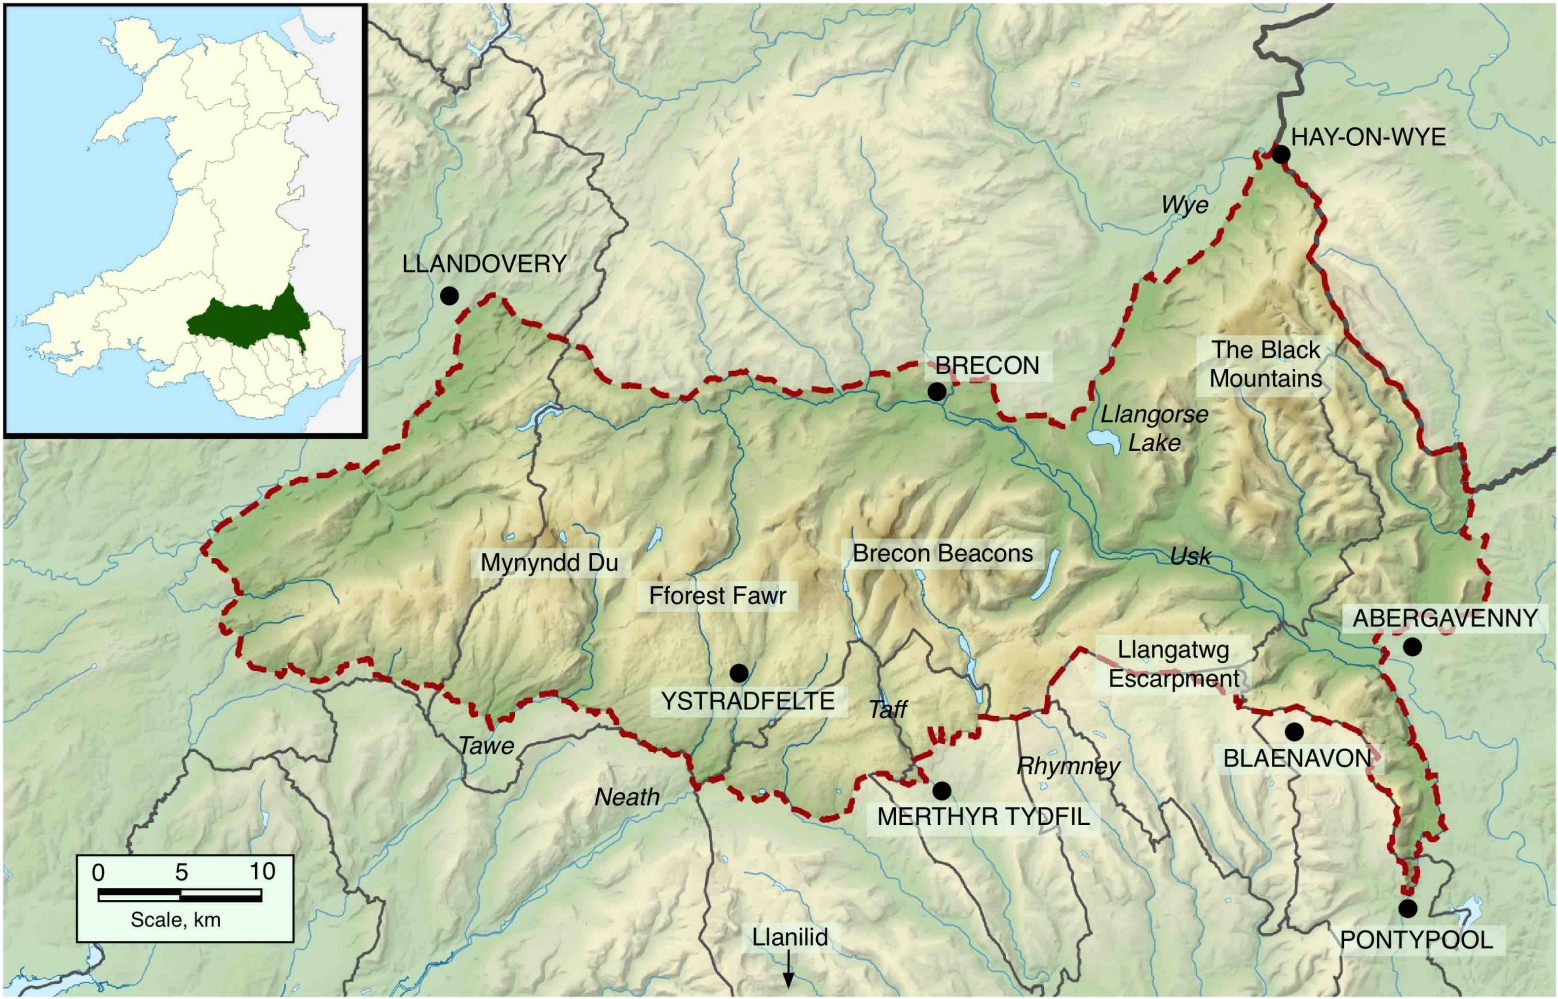 HAY-ON-WYE
Wye
LLANDOVERY
BRECON
The Black
Mountains
Llangorse
Lake
Mynyndd Du
Brecon Beacons
Usk
Fforest Fawr
ABERGAVENNY
Llangatwg
Escarpment
YSTRADFELTE
Taff
Tawe
BLAENAVON
Rhymney
Neath
MERTHYR TYDFIL
0 5 10
Scale, km
Llanilid
PONTYPOOL